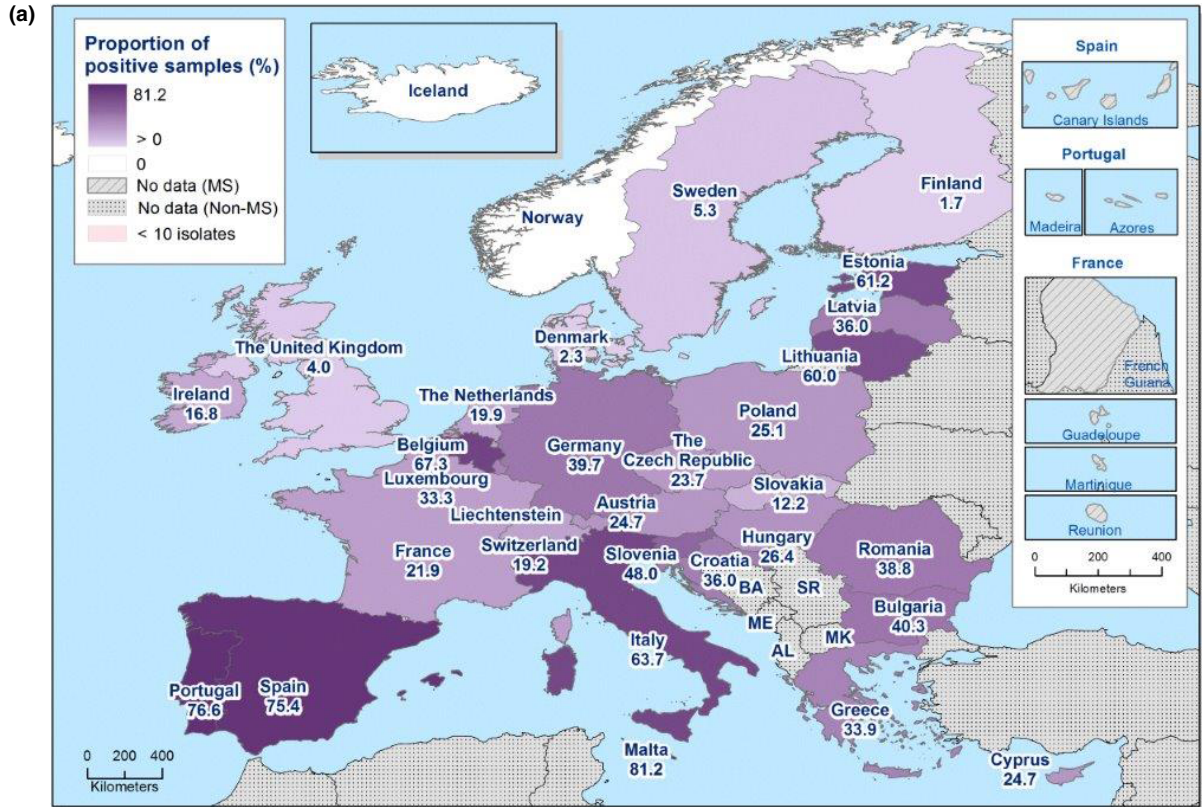 (a)
Proportion of
positive samples (%)
81.2
> 0
0
No data (MS)
No data (Non-MS)
< 10 isolates
Iceland
Spain
Canary Islands
Portugal
Madeira
Azores
France
French
Guiana
Guadeloupe
Martinique
Reunion
0 200 400
Kilometers
Norway
Sweden
5.3
Finland
1.7
Estonia
61.2
Latvia
36.0
Lithuania
60.0
Denmark
2.3
The United Kingdom
4.0
Ireland
16.8
The Netherlands
19.9
Belgium
67.3
Luxembourg
33.3
Germany
39.7
Poland
25.1
The
Czech Republic
23.7
Slovakia
12.2
Liechtenstein
Austria
24.7
Switzerland
19.2
France
21.9
Slovenia
48.0
Hungary
26.4
Croatia
36.0
Romania
38.8
BA
SR
Bulgaria
40.3
ME
MK
AL
Italy
63.7
Portugal
76.6
Spain
75.4
Greece
33.9
Malta
81.2
Cyprus
24.7
0 200 400
Kilometers